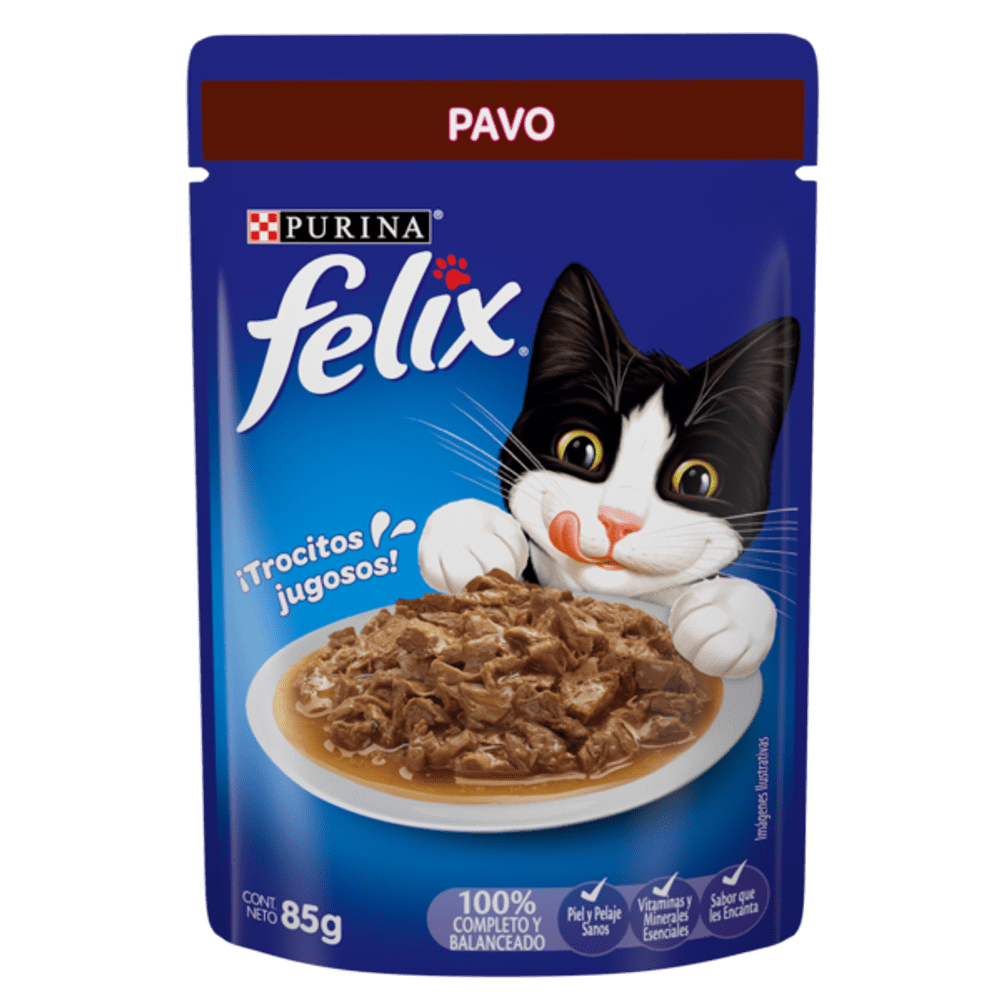 PAVO
PURINA®
felix®
¡Trocitos
jugosos!
Imágenes Ilustrativas
CONT.
NETO 85g
100%
COMPLETO Y
BALANCEADO
Piel y Pelaje
Sanos
Vitaminas y
Minerales
Esenciales
Sabor que
les Encanta